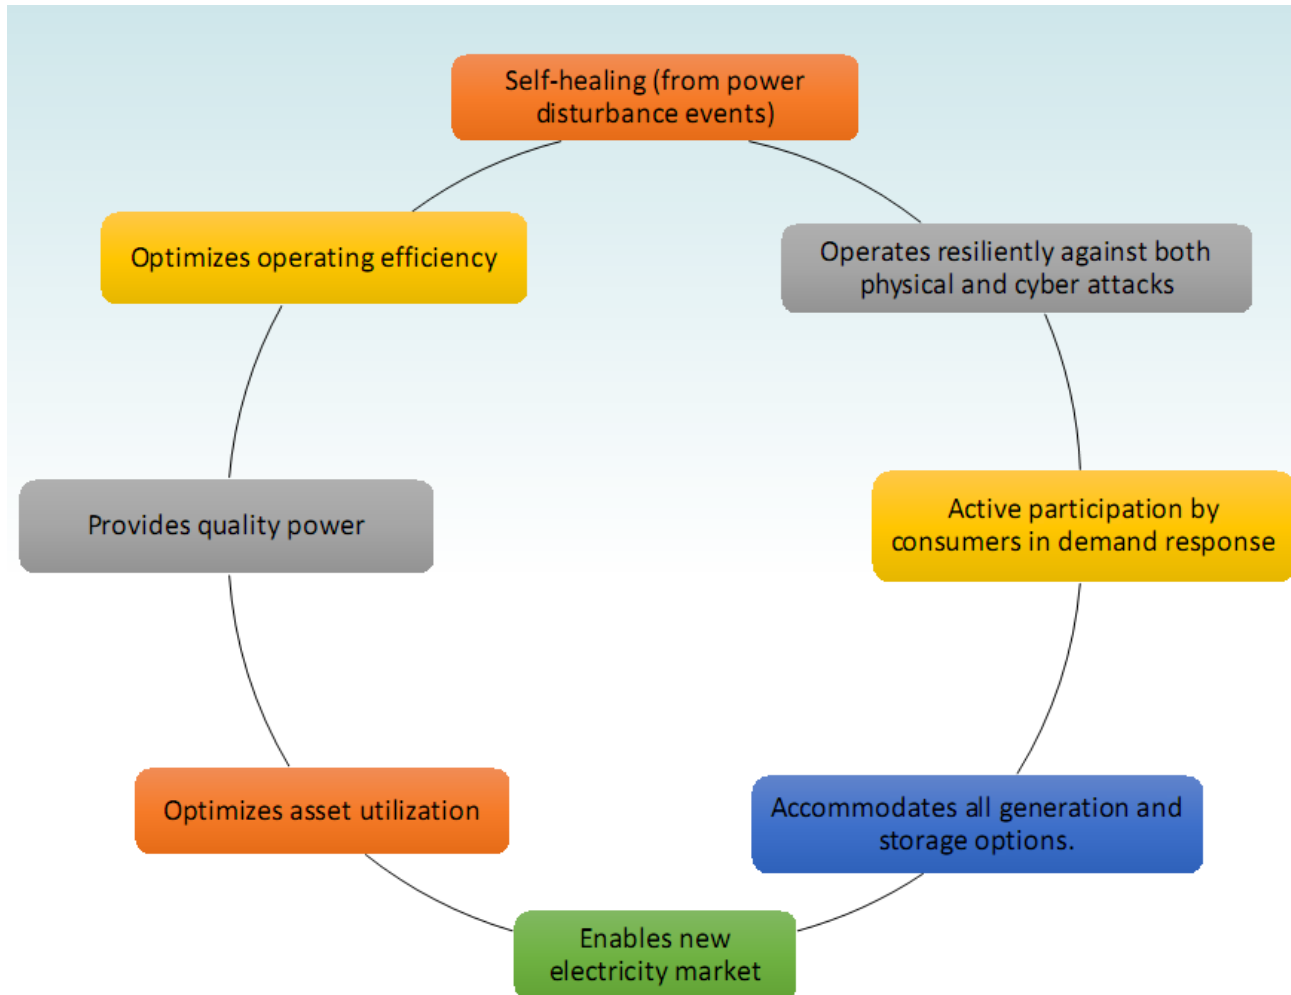 Self-healing (from power
disturbance events)
Optimizes operating efficiency
Operates resiliently against both
physical and cyber attacks
Provides quality power
Active participation by
consumers in demand response
Optimizes asset utilization
Accommodates all generation and
storage options.
Enables new
electricity market